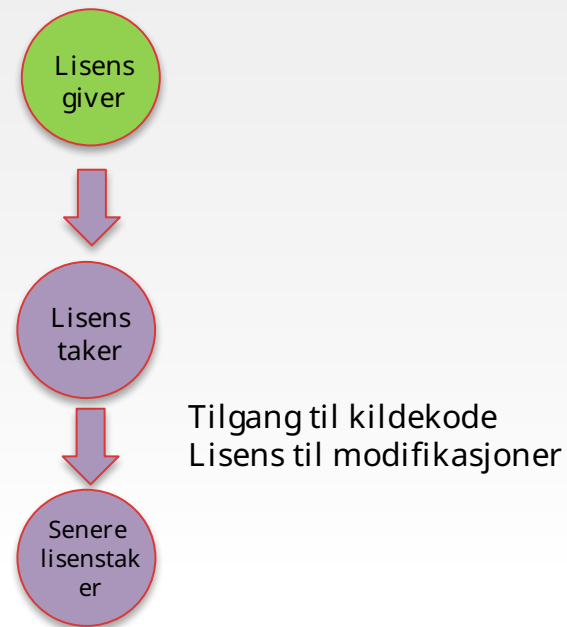 Lisens
giver
Lisens
taker
Tilgang til kildekode
Lisens til modifikasjoner
Senere
lisenstak
er